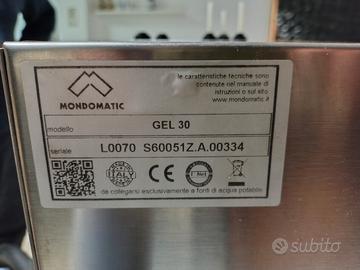 le caratteristiche tecniche sono
contenute nel manuale di
istruzioni o sul sito
www.mondomatic.it
MONDOMATIC
modello GEL 30
seriale L0070 S60051Z.A.00334
ITALY
CE
da collegarsi esclusivamente a fonti di acqua potabile
subito